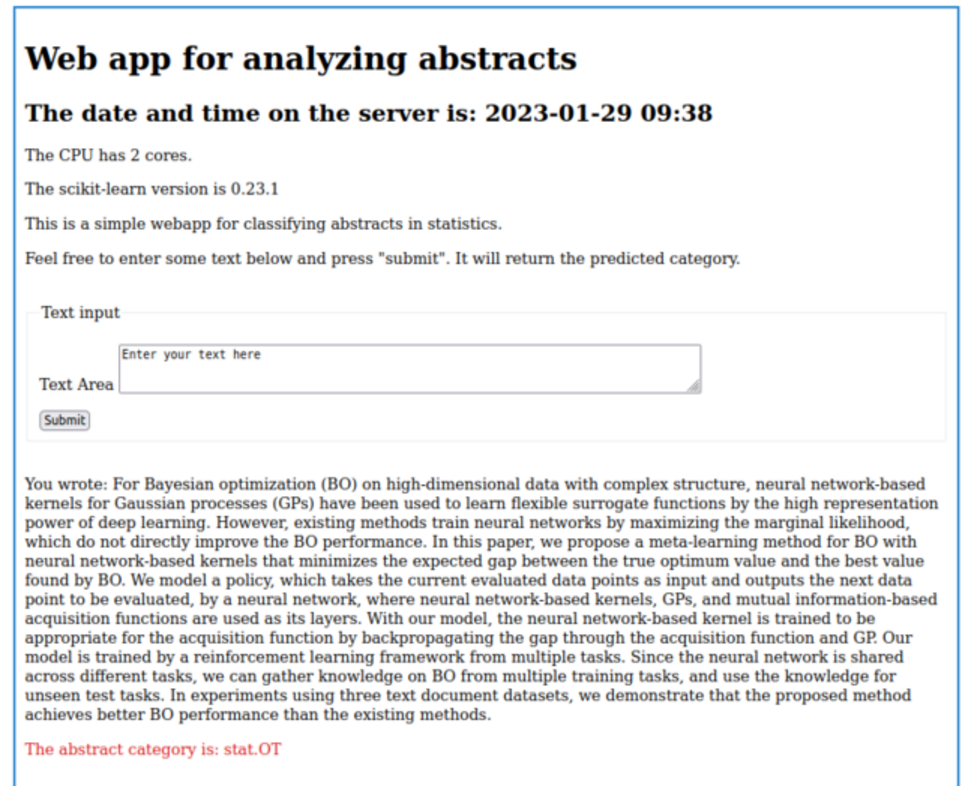 Web app for analyzing abstracts
The date and time on the server is: 2023-01-29 09:38
The CPU has 2 cores.
The scikit-learn version is 0.23.1
This is a simple webapp for classifying abstracts in statistics.
Feel free to enter some text below and press "submit". It will return the predicted category.
Text input
Enter your text here
Text Area
Submit
You wrote: For Bayesian optimization (BO) on high-dimensional data with complex structure, neural network-based
kernels for Gaussian processes (GPs) have been used to learn flexible surrogate functions by the high representation
power of deep learning. However, existing methods train neural networks by maximizing the marginal likelihood,
which do not directly improve the BO performance. In this paper, we propose a meta-learning method for BO with
neural network-based kernels that minimizes the expected gap between the true optimum value and the best value
found by BO. We model a policy, which takes the current evaluated data points as input and outputs the next data
point to be evaluated, by a neural network, where neural network-based kernels, GPs, and mutual information-based
acquisition functions are used as its layers. With our model, the neural network-based kernel is trained to be
appropriate for the acquisition function by backpropagating the gap through the acquisition function and GP. Our
model is trained by a reinforcement learning framework from multiple tasks. Since the neural network is shared
across different tasks, we can gather knowledge on BO from multiple training tasks, and use the knowledge for
unseen test tasks. In experiments using three text document datasets, we demonstrate that the proposed method
achieves better BO performance than the existing methods.
The abstract category is: stat.OT